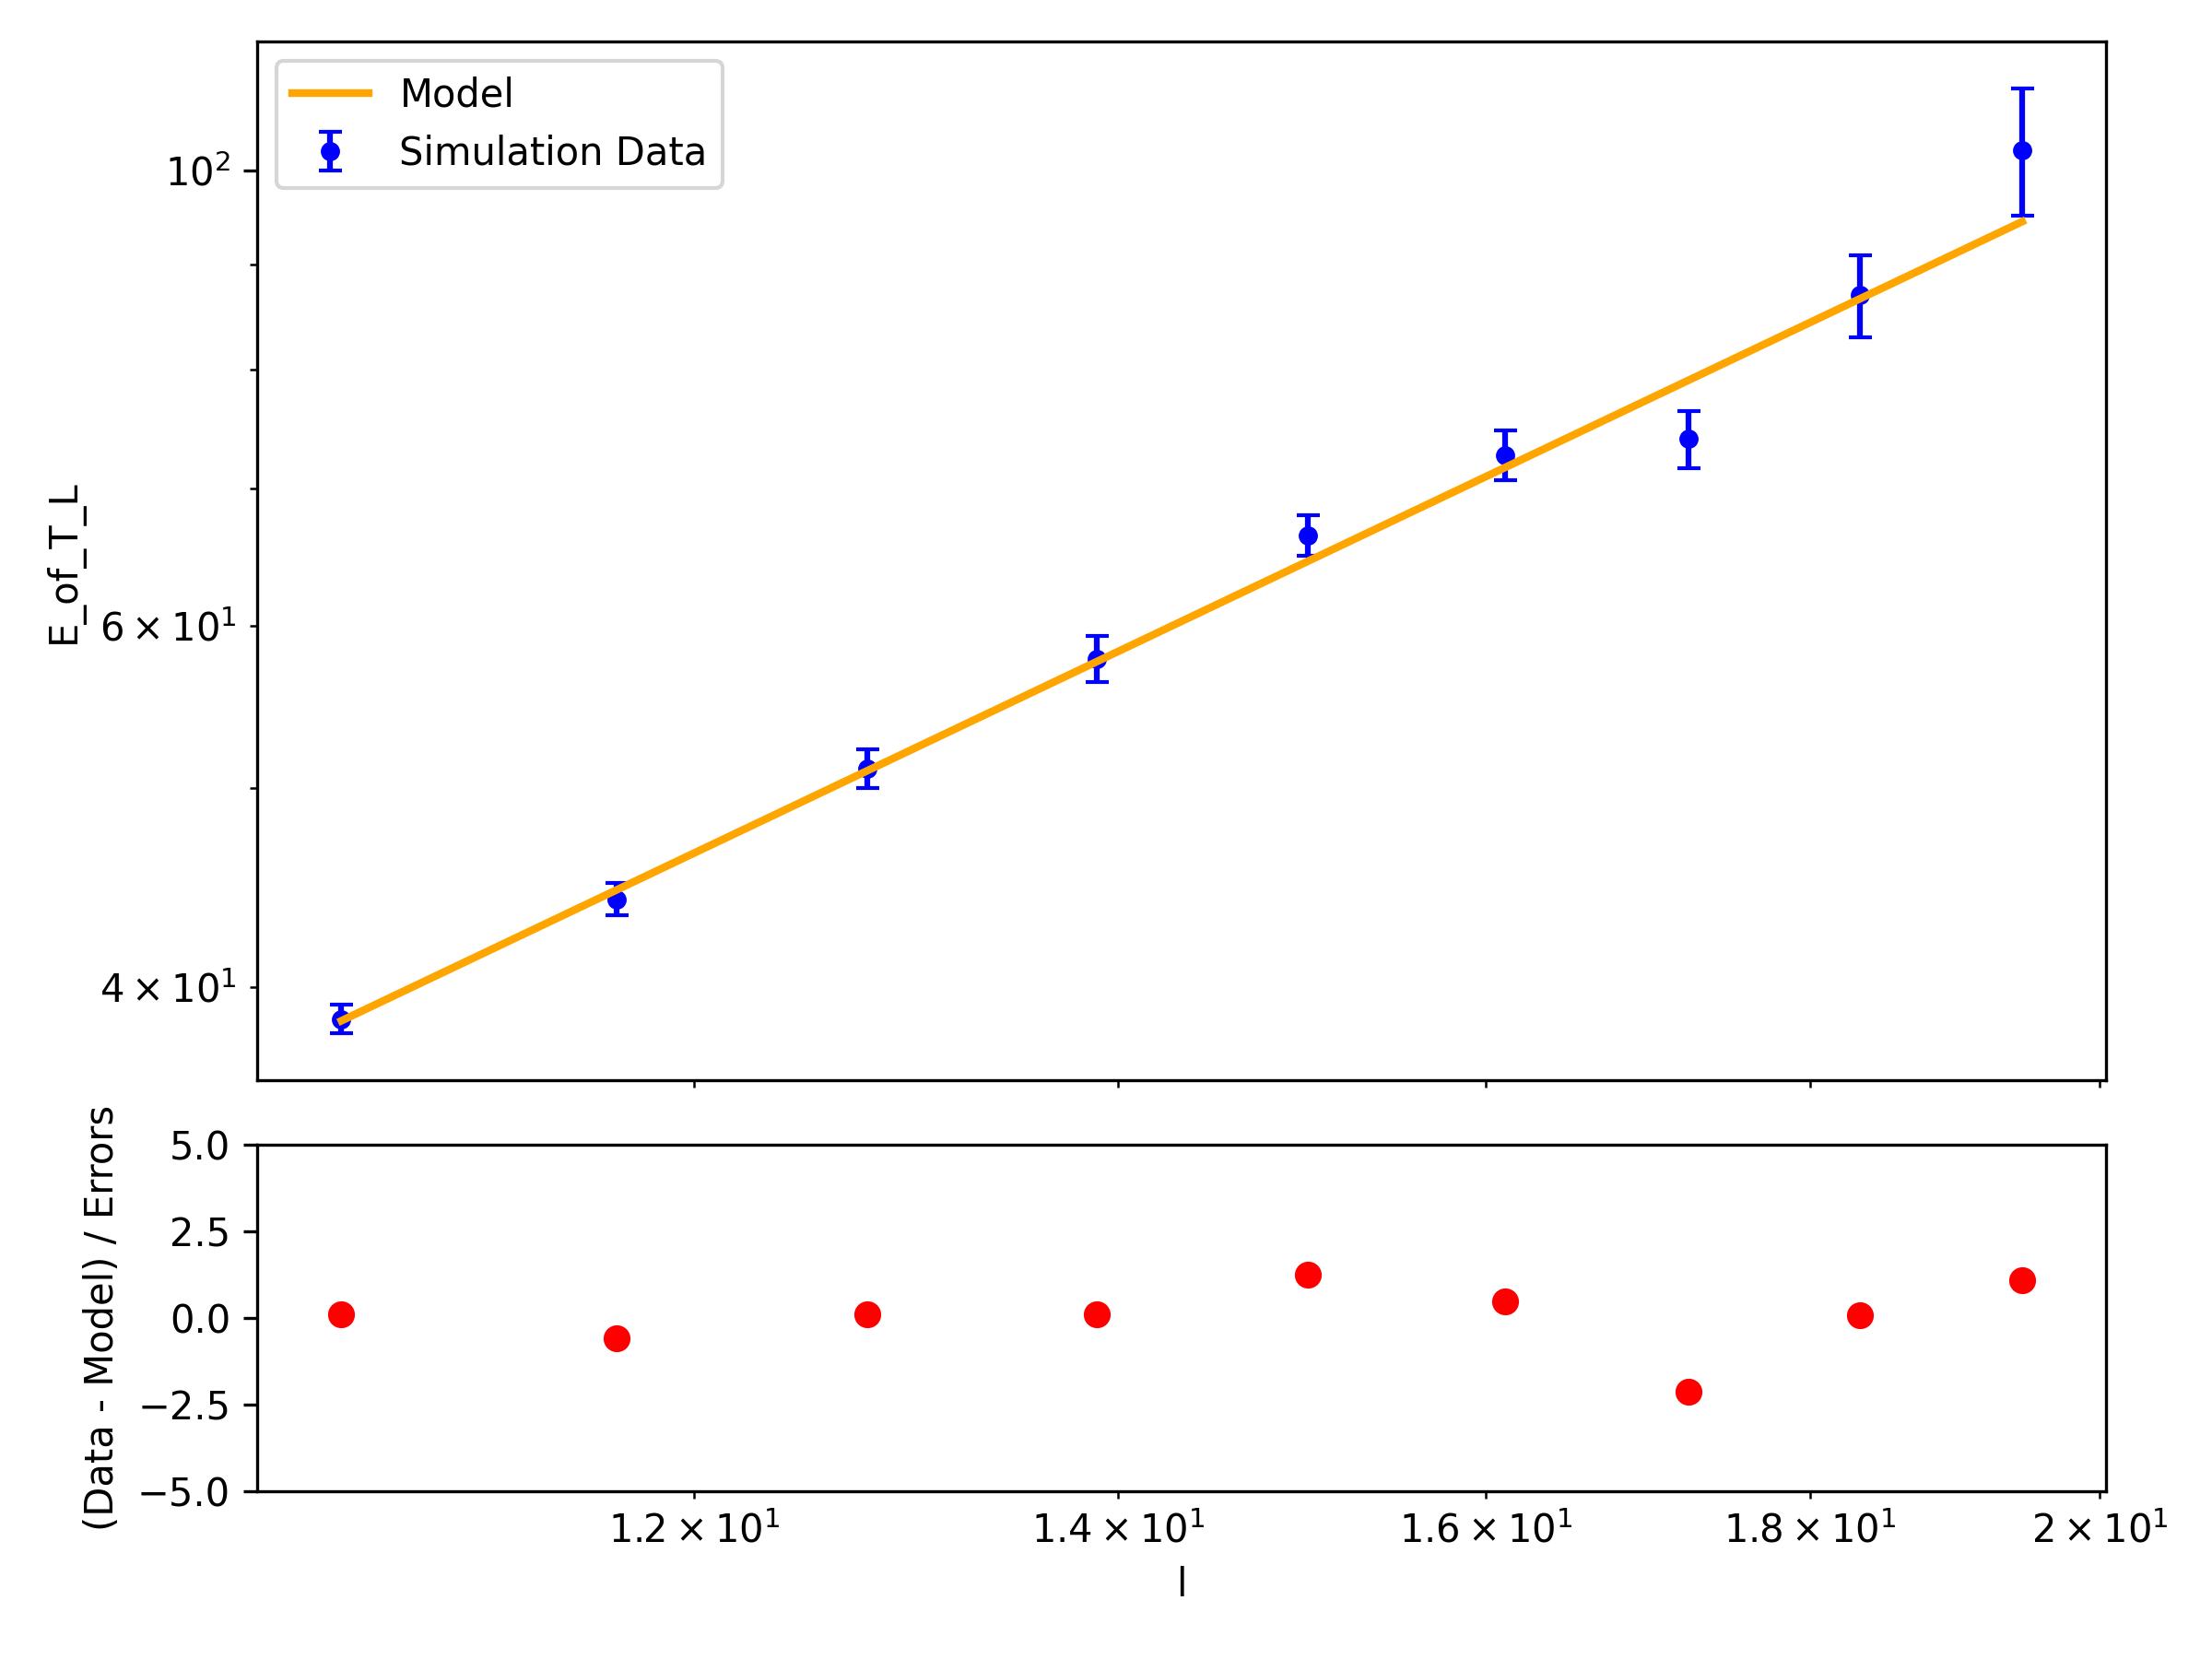 Model
Simulation Data
10²
6 × 10¹
4 × 10¹
E_of_T_L
5.0
2.5
0.0
−2.5
−5.0
(Data - Model) / Errors
1.2 × 10¹
1.4 × 10¹
1.6 × 10¹
1.8 × 10¹
2 × 10¹
l